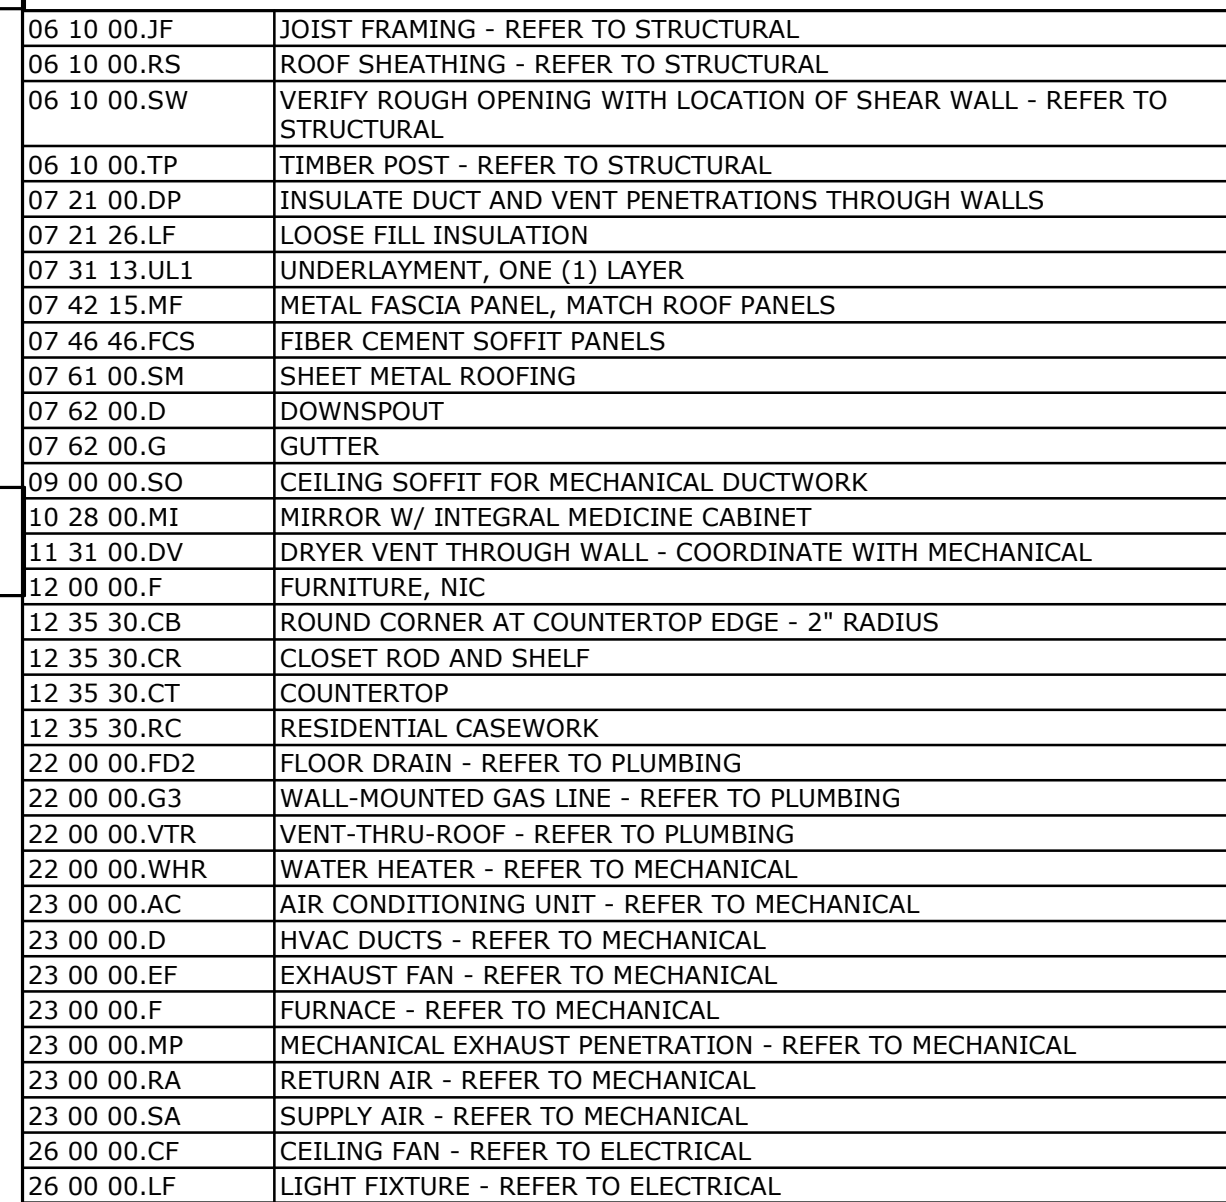 06 10 00.JF JOIST FRAMING - REFER TO STRUCTURAL
06 10 00.RS ROOF SHEATHING - REFER TO STRUCTURAL
06 10 00.SW VERIFY ROUGH OPENING WITH LOCATION OF SHEAR WALL - REFER TO
STRUCTURAL
06 10 00.TP TIMBER POST - REFER TO STRUCTURAL
07 21 00.DP INSULATE DUCT AND VENT PENETRATIONS THROUGH WALLS
07 21 26.LF LOOSE FILL INSULATION
07 31 13.UL1 UNDERLAYMENT, ONE (1) LAYER
07 42 15.MF METAL FASCIA PANEL, MATCH ROOF PANELS
07 46 46.FCS FIBER CEMENT SOFFIT PANELS
07 61 00.SM SHEET METAL ROOFING
07 62 00.D DOWNSPOUT
07 62 00.G GUTTER
09 00 00.SO CEILING SOFFIT FOR MECHANICAL DUCTWORK
10 28 00.MI MIRROR W/ INTEGRAL MEDICINE CABINET
11 31 00.DV DRYER VENT THROUGH WALL - COORDINATE WITH MECHANICAL
12 00 00.F FURNITURE, NIC
12 35 30.CB ROUND CORNER AT COUNTERTOP EDGE - 2" RADIUS
12 35 30.CR CLOSET ROD AND SHELF
12 35 30.CT COUNTERTOP
12 35 30.RC RESIDENTIAL CASEWORK
22 00 00.FD2 FLOOR DRAIN - REFER TO PLUMBING
22 00 00.G3 WALL-MOUNTED GAS LINE - REFER TO PLUMBING
22 00 00.VTR VENT-THRU-ROOF - REFER TO PLUMBING
22 00 00.WHR WATER HEATER - REFER TO MECHANICAL
23 00 00.AC AIR CONDITIONING UNIT - REFER TO MECHANICAL
23 00 00.D HVAC DUCTS - REFER TO MECHANICAL
23 00 00.EF EXHAUST FAN - REFER TO MECHANICAL
23 00 00.F FURNACE - REFER TO MECHANICAL
23 00 00.MP MECHANICAL EXHAUST PENETRATION - REFER TO MECHANICAL
23 00 00.RA RETURN AIR - REFER TO MECHANICAL
23 00 00.SA SUPPLY AIR - REFER TO MECHANICAL
26 00 00.CF CEILING FAN - REFER TO ELECTRICAL
26 00 00.LF LIGHT FIXTURE - REFER TO ELECTRICAL